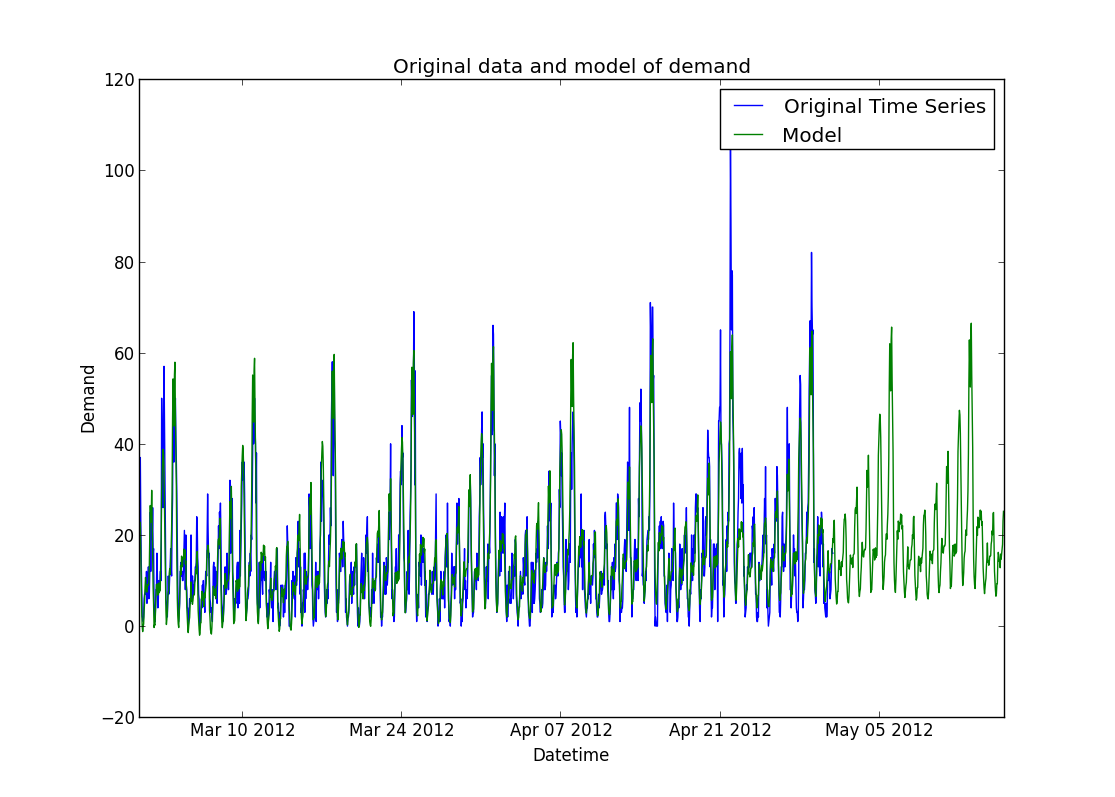 Original data and model of demand
120
100
80
60
40
20
0
−20
Demand
Original Time Series
Model
Mar 10 2012
Mar 24 2012
Apr 07 2012
Apr 21 2012
May 05 2012
Datetime